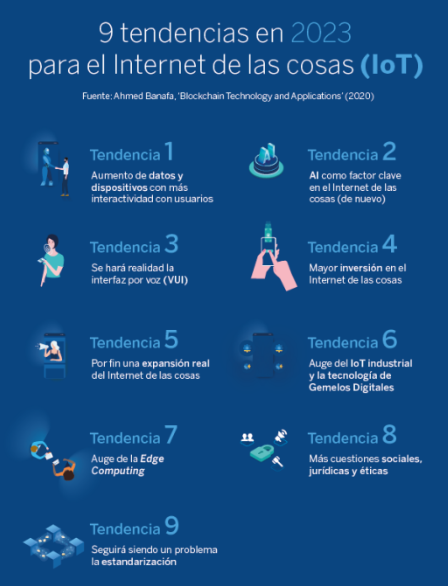 9 tendencias en 2023
para el Internet de las cosas (IoT)
Fuente: Ahmed Banafa, ‘Blockchain Technology and Applications’ (2020)
Tendencia 1
Aumento de datos y
dispositivos con más
interactividad con usuarios
Tendencia 2
AI como factor clave
en el Internet de las
cosas (de nuevo)
Tendencia 3
Se hará realidad la
interfaz por voz (VUI)
Tendencia 4
Mayor inversión en el
Internet de las cosas
Tendencia 5
Por fin una expansión real
del Internet de las cosas
Tendencia 6
Auge del IoT industrial
y la tecnología de
Gemelos Digitales
Tendencia 7
Auge de la Edge
Computing
Tendencia 8
Más cuestiones sociales,
jurídicas y éticas
Tendencia 9
Seguirá siendo un problema
la estandarización